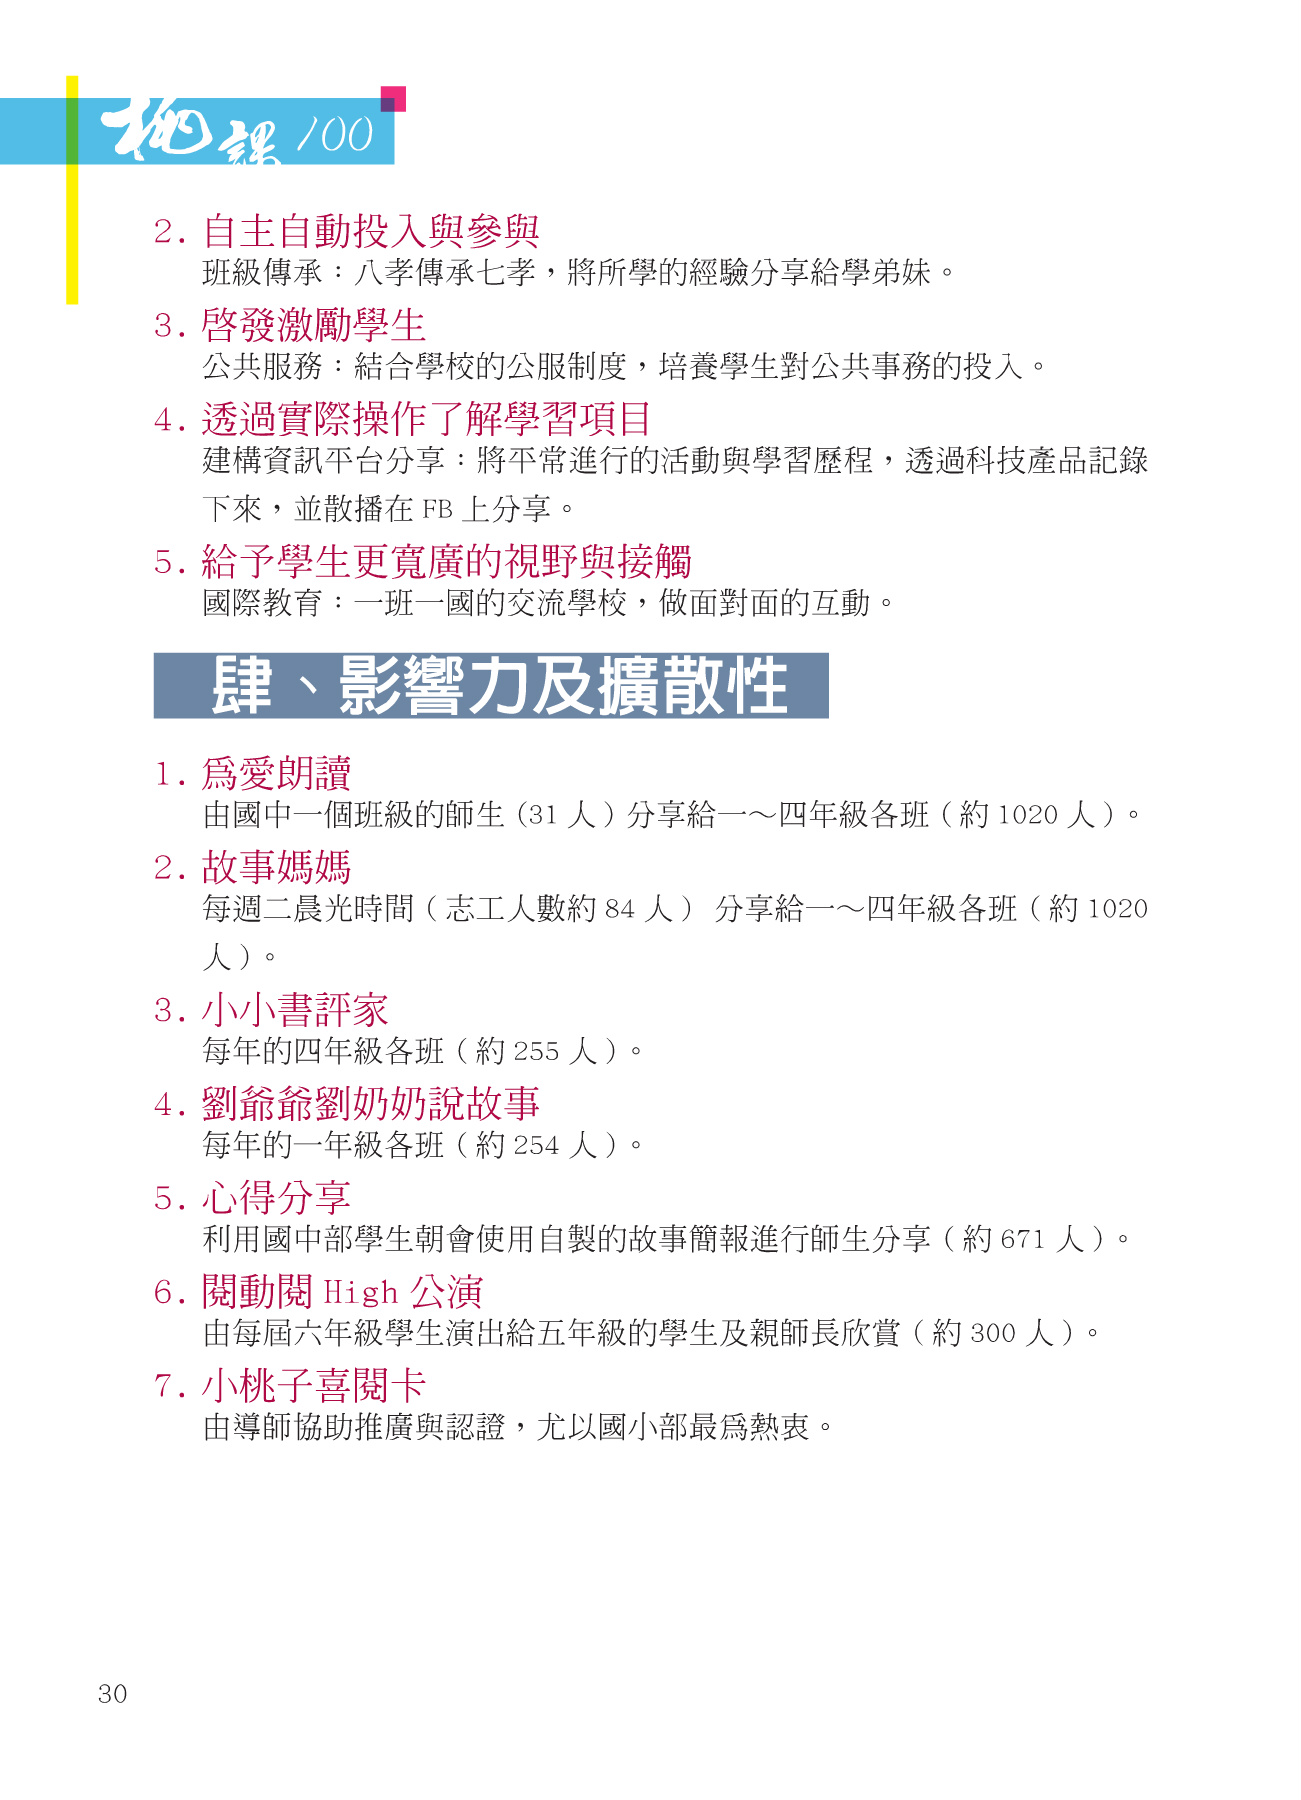 桃課100
2. 自主自動投入與參與
班級傳承：八孝傳承七孝，將所學的經驗分享給學弟妹。
3. 啓發激勵學生
公共服務：結合學校的公服制度，培養學生對公共事務的投入。
4. 透過實際操作了解學習項目
建構資訊平台分享：將平常進行的活動與學習歷程，透過科技產品記錄
下來，並散播在 FB 上分享。
5. 給予學生更寬廣的視野與接觸
國際教育：一班一國的交流學校，做面對面的互動。
肆、影響力及擴散性
1. 爲愛朗讀
由國中一個班級的師生（31 人）分享給一～四年級各班（約 1020 人）。
2. 故事媽媽
每週二晨光時間（志工人數約 84 人） 分享給一～四年級各班（約 1020
人）。
3. 小小書評家
每年的四年級各班（約 255 人）。
4. 劉爺爺劉奶奶說故事
每年的一年級各班（約 254 人）。
5. 心得分享
利用國中部學生朝會使用自製的故事簡報進行師生分享（約 671 人）。
6. 閱動閱 High 公演
由每屆六年級學生演出給五年級的學生及親師長欣賞（約 300 人）。
7. 小桃子喜閱卡
由導師協助推廣與認證，尤以國小部最爲熱衷。
30